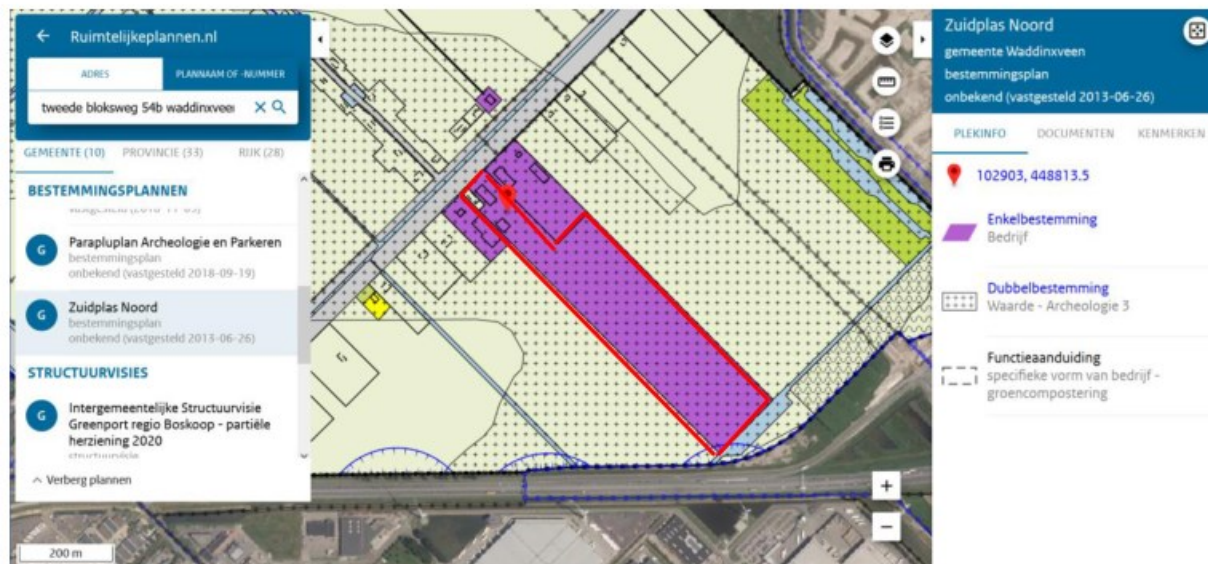 Ruimtelijkeplannen.nl
ADRES
PLANNAAM OF -NUMMER
tweede bloksweg 54b waddinxveen
GEMEENTE (10) PROVINCIE (33) RIJK (28)
BESTEMMINGSPLANNEN
Parapluplan Archeologie en Parkeren
bestemmingsplan
onbekend (vastgesteld 2018-09-19)
G
Zuidplas Noord
bestemmingsplan
onbekend (vastgesteld 2013-06-26)
G
STRUCTUURVISIES
Intergemeentelijke Structuurvisie
Greenport regio Boskoop - partiële
herziening 2020
structuurvisie
G
Verberg plannen
200 m
Zuidplas Noord
gemeente Waddinxveen
bestemmingsplan
onbekend (vastgesteld 2013-06-26)
PLEKINFO DOCUMENTEN KENMERKEN
102903, 448813.5
Enkelbestemming
Bedrijf
Dubbelbestemming
Waarde - Archeologie 3
Functieaanduiding
specifieke vorm van bedrijf -
groencompostering